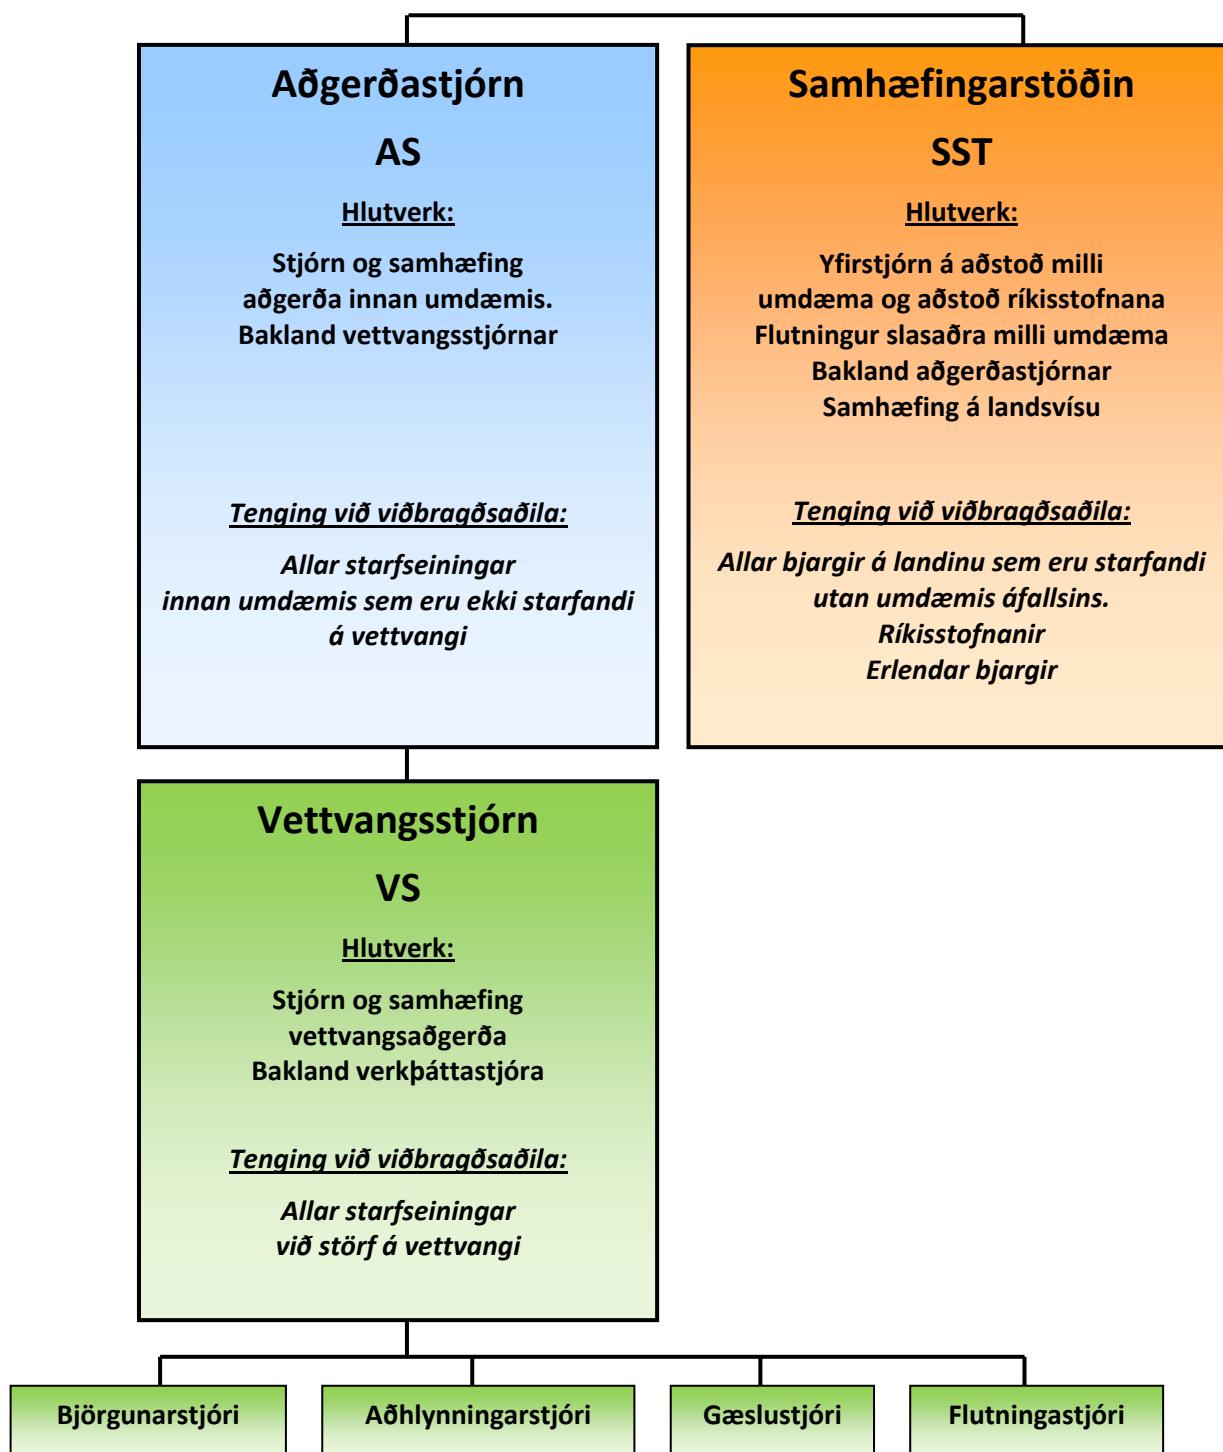 Aðgerðastjórn
AS
Hlutverk:
Stjórn og samhæfing
aðgerða innan umdæmis.
Bakland vettvangsstjórnar
Tenging við viðbragðsaðila:
Allar starfseiningar
innan umdæmis sem eru ekki starfandi
á vettvangi
Samhæfingarstöðin
SST
Hlutverk:
Yfirstjórn á aðstoð milli
umdæma og aðstoð ríkisstofnana
Flutningur slasaðra milli umdæma
Bakland aðgerðastjórnar
Samhæfing á landsvísu
Tenging við viðbragðsaðila:
Allar bjargir á landinu sem eru starfandi
utan umdæmis áfallsins.
Ríkisstofnanir
Erlendar bjargir
Vettvangsstjórn
VS
Hlutverk:
Stjórn og samhæfing
vettvangsaðgerða
Bakland verkþáttastjóra
Tenging við viðbragðsaðila:
Allar starfseiningar
við störf á vettvangi
Björgunarstjóri
Aðhlynningarstjóri
Gæslustjóri
Flutningastjóri